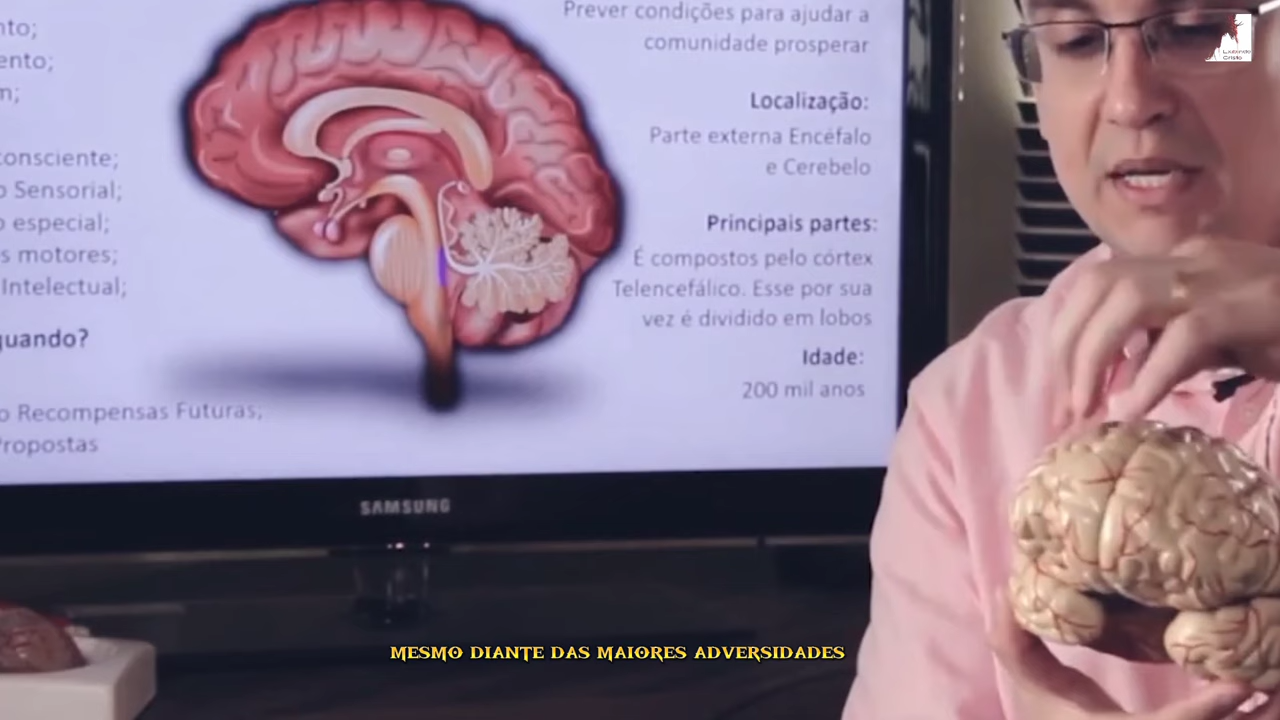 nto;
ento;
m;
consciente;
o Sensorial;
o especial;
s motores;
Intelectual;
quando?
o Recompensas Futuras;
Propostas
Prever condições para ajudar a
comunidade prosperar
Localização:
Parte externa Encéfalo
e Cerebelo
Principais partes:
É compostos pelo córtex
Telencefálico. Esse por sua
vez é dividido em lobos
Idade:
200 mil anos
SAMSUNG
MESMO DIANTE DAS MAIORES ADVERSIDADES
Cristo